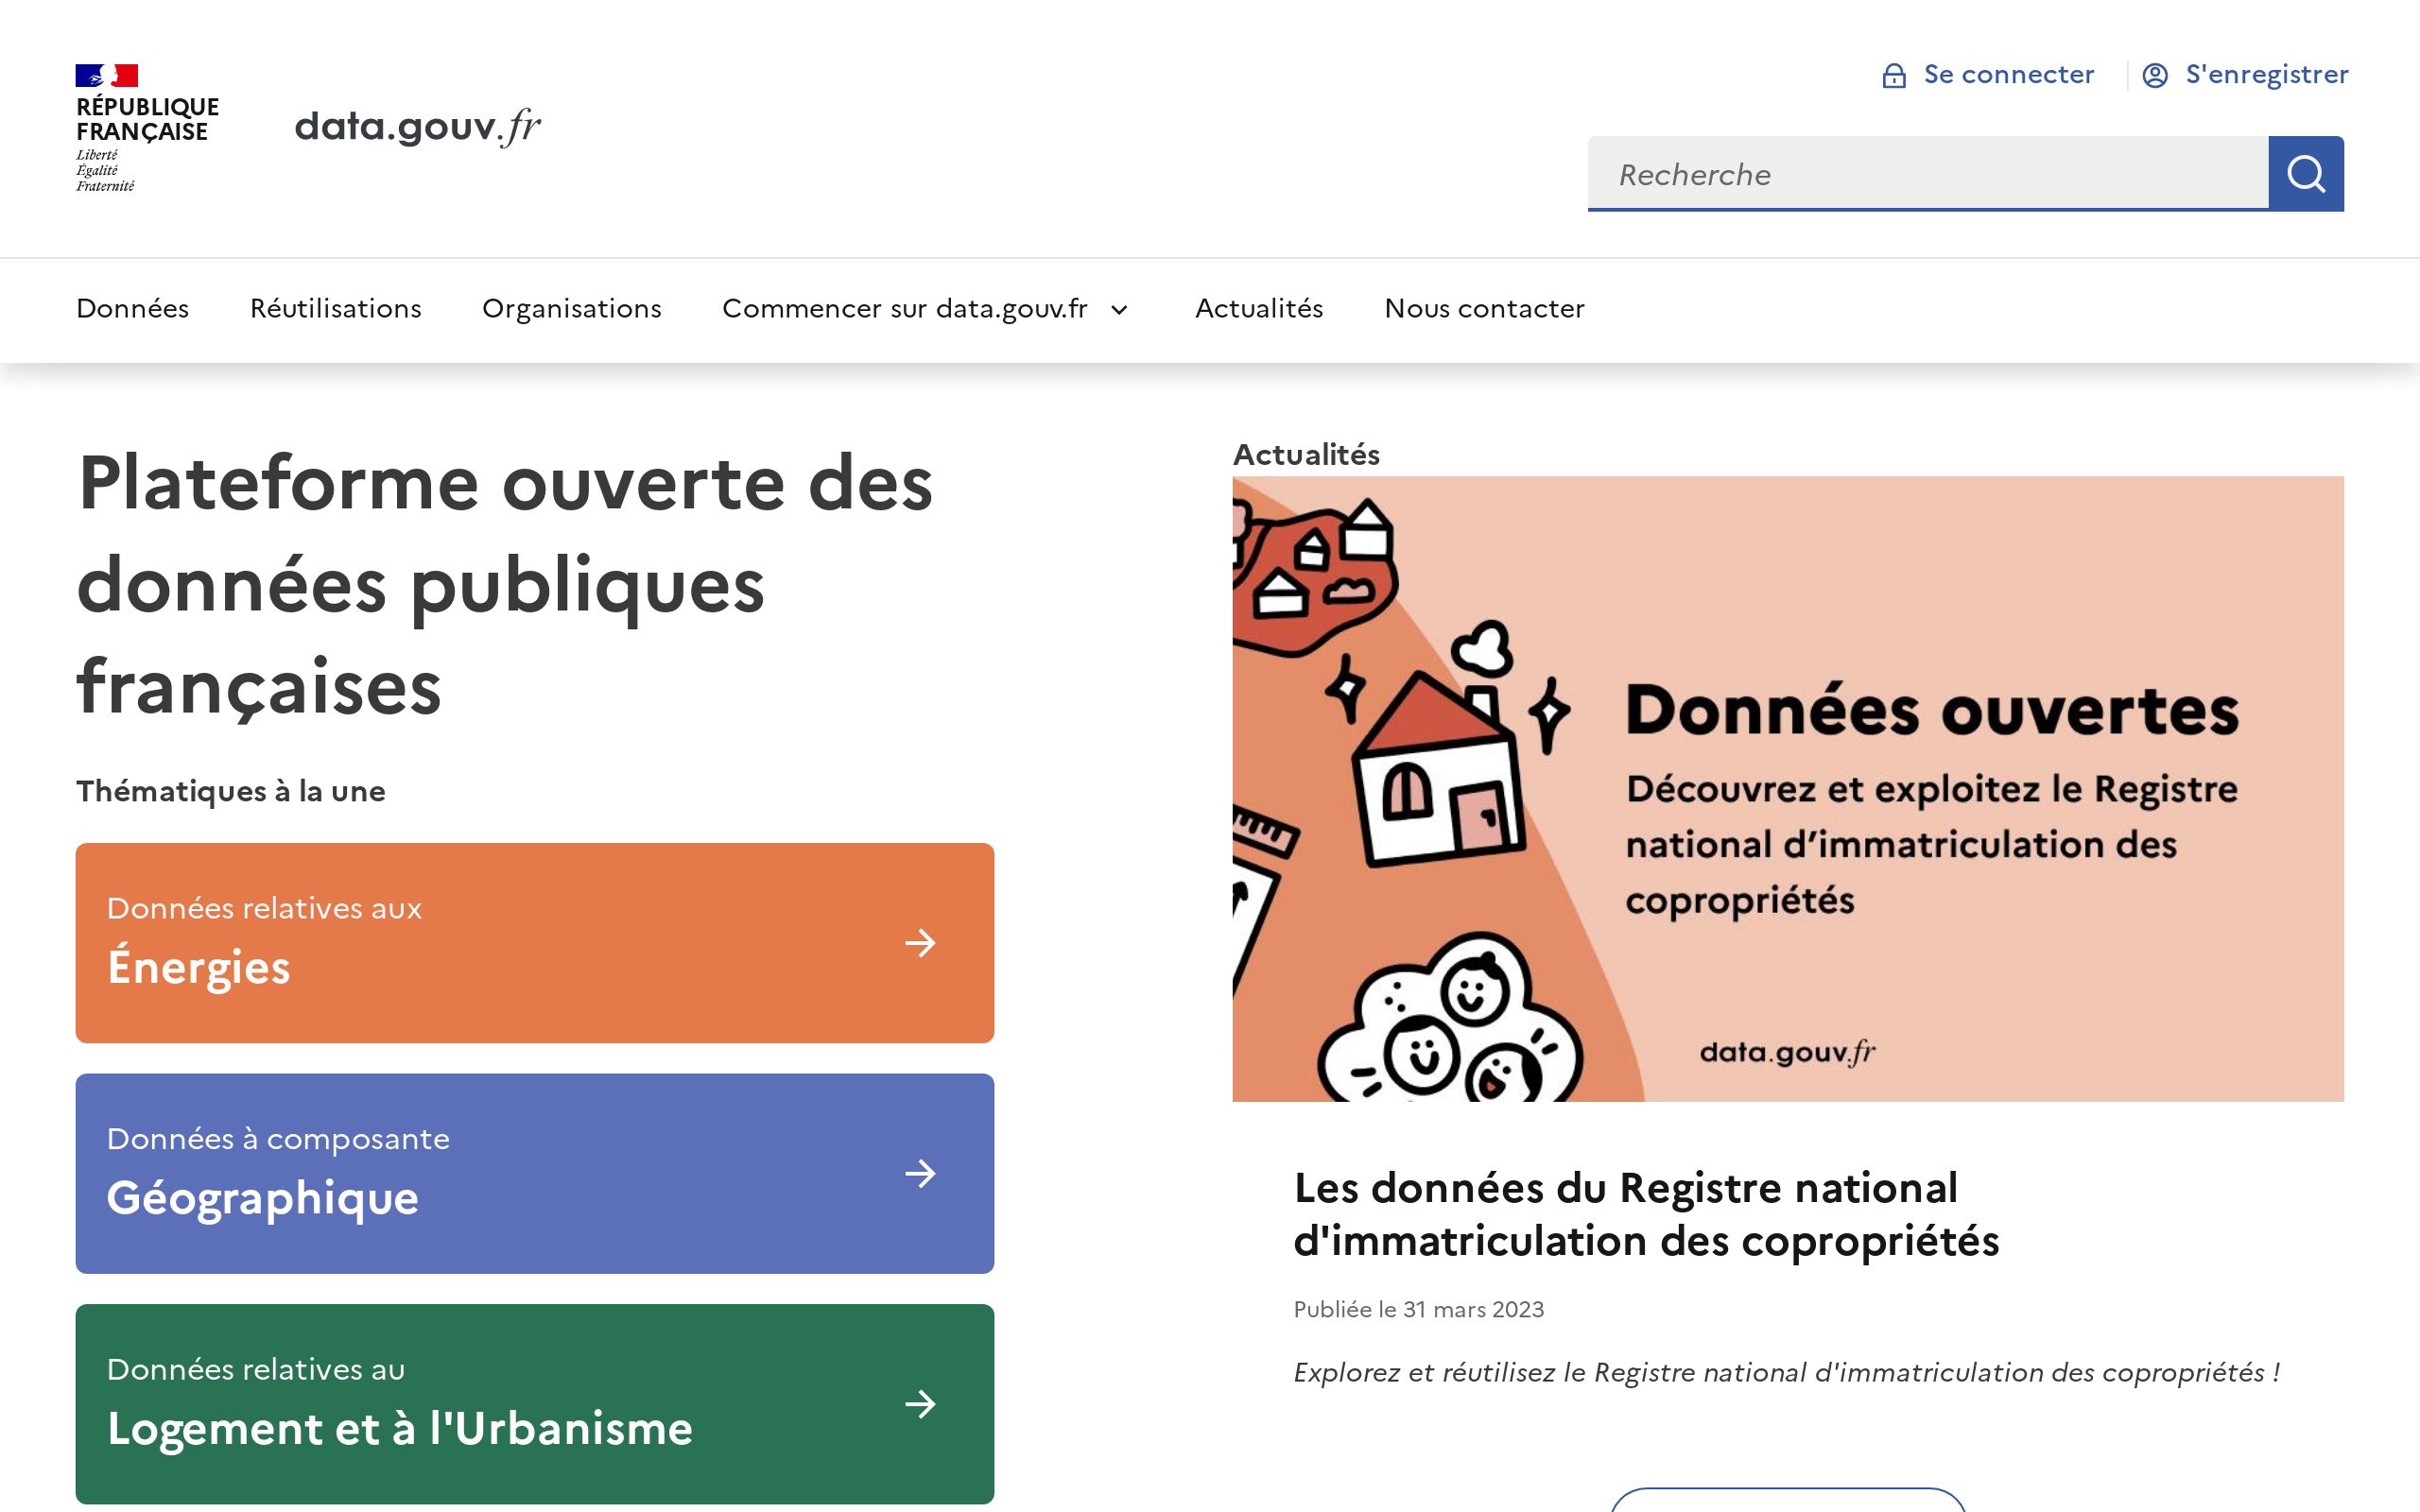 RÉPUBLIQUE
FRANÇAISE
Liberté
Égalité
Fraternité
data.gouv.fr
Se connecter
S'enregistrer
Recherche
Données
Réutilisations
Organisations
Commencer sur data.gouv.fr
Actualités
Nous contacter
Plateforme ouverte des
données publiques
françaises
Thématiques à la une
Données relatives aux
Énergies
Données à composante
Géographique
Données relatives au
Logement et à l'Urbanisme
Actualités
Données ouvertes
Découvrez et exploitez le Registre
national d’immatriculation des
copropriétés
data.gouv.fr
Les données du Registre national
d'immatriculation des copropriétés
Publiée le 31 mars 2023
Explorez et réutilisez le Registre national d'immatriculation des copropriétés !